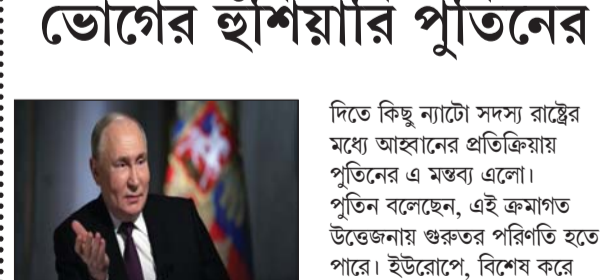 ভোগের হুঁশিয়ারি পুতিনের
দিতে কিছু ন্যাটো সদস্য রাষ্ট্রের
মধ্যে আহ্বানের প্রতিক্রিয়ায়
পুতিনের এ মন্তব্য এলো।
পুতিন বলেছেন, এই ক্রমাগত
উত্তেজনায় গুরুতর পরিণতি হতে
পারে। ইউরোপে, বিশেষ করে